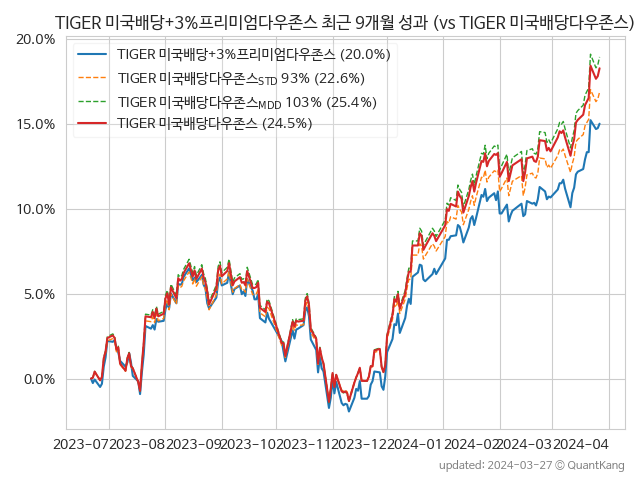 TIGER 미국배당+3%프리미엄다우존스 최근 9개월 성과 (vs TIGER 미국배당다우존스)
20.0%
15.0%
10.0%
5.0%
0.0%
TIGER 미국배당+3%프리미엄다우존스 (20.0%)
TIGER 미국배당다우존스STD 93% (22.6%)
TIGER 미국배당다우존스MDD 103% (25.4%)
TIGER 미국배당다우존스 (24.5%)
2023-07 2023-08 2023-09 2023-10 2023-11 2023-12 2024-01 2024-02 2024-03 2024-04
updated: 2024-03-27 © QuantKang